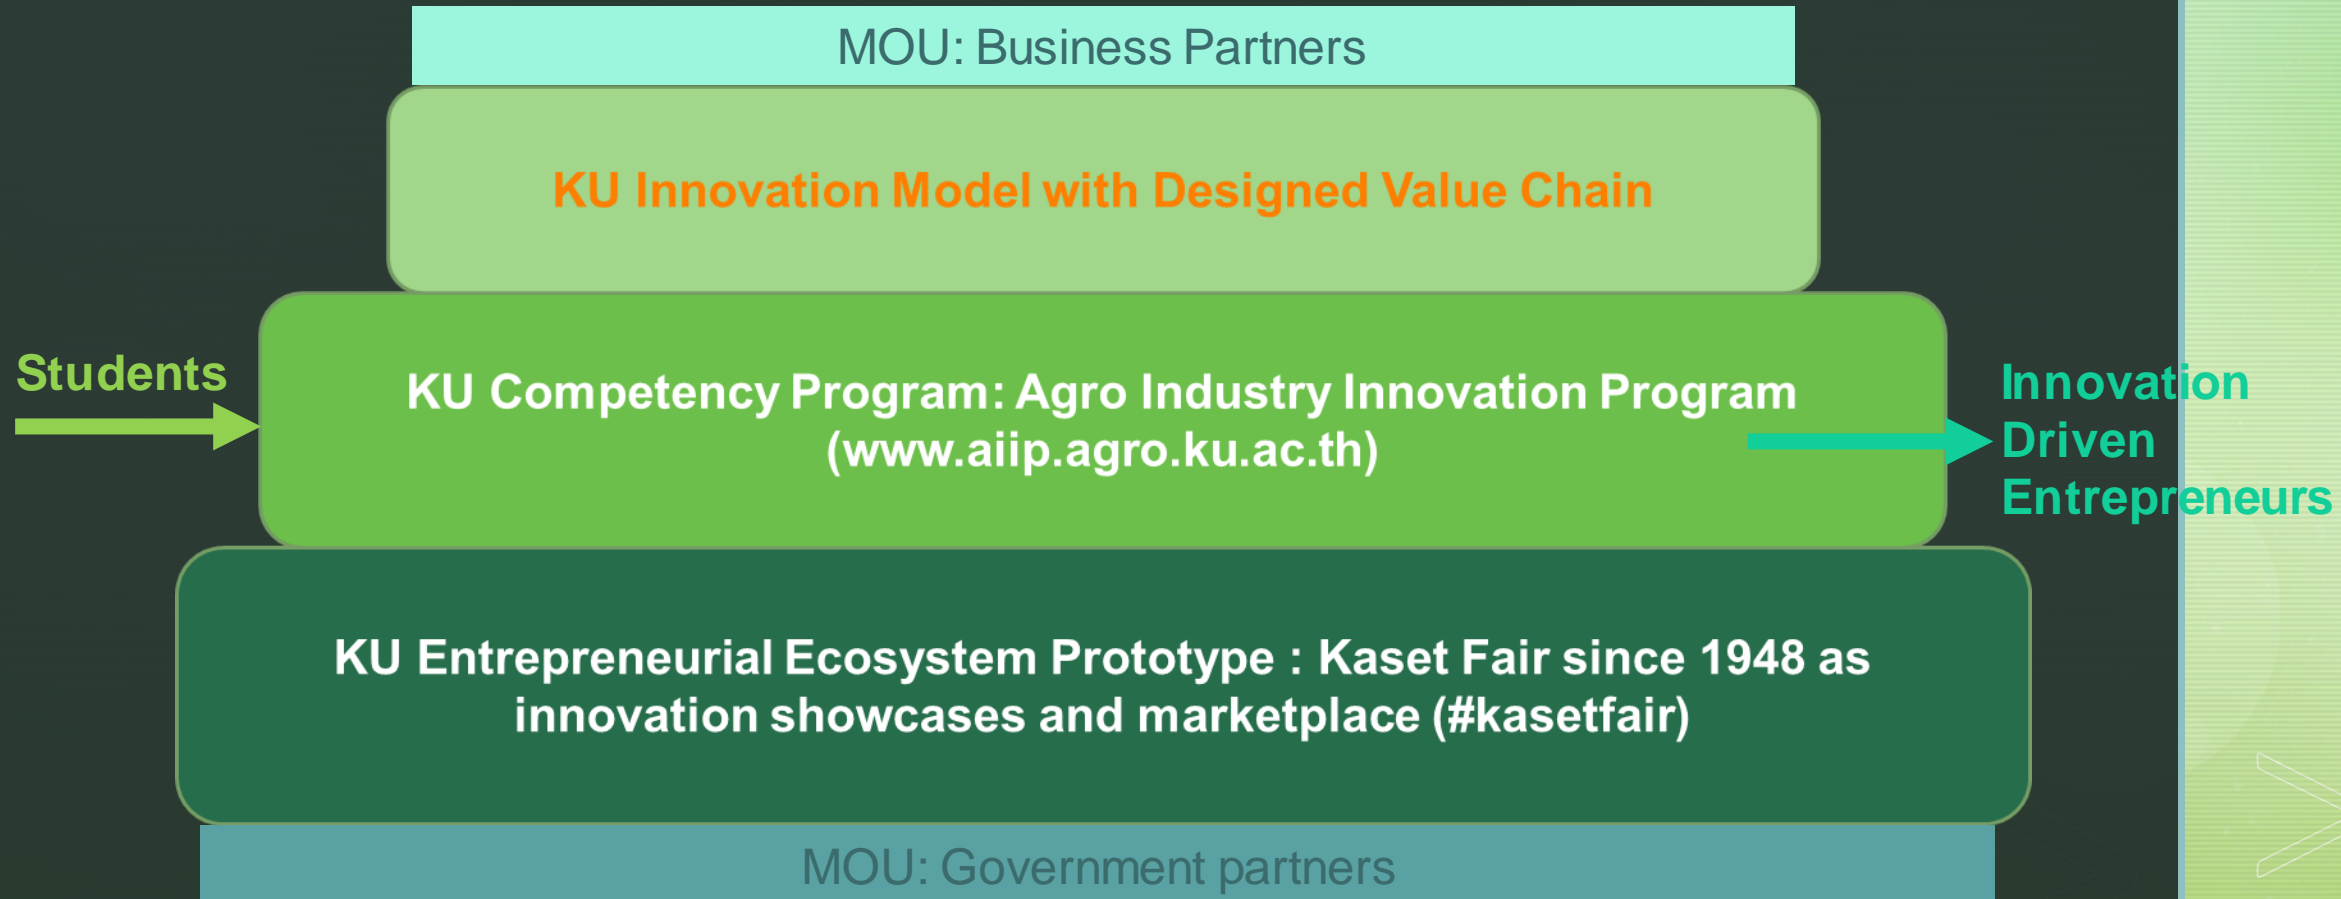 MOU: Business Partners
KU Innovation Model with Designed Value Chain
Students
KU Competency Program: Agro Industry Innovation Program
(www.aiip.agro.ku.ac.th)
Innovation
Driven
Entrepreneurs
KU Entrepreneurial Ecosystem Prototype : Kaset Fair since 1948 as
innovation showcases and marketplace (#kasetfair)
MOU: Government partners